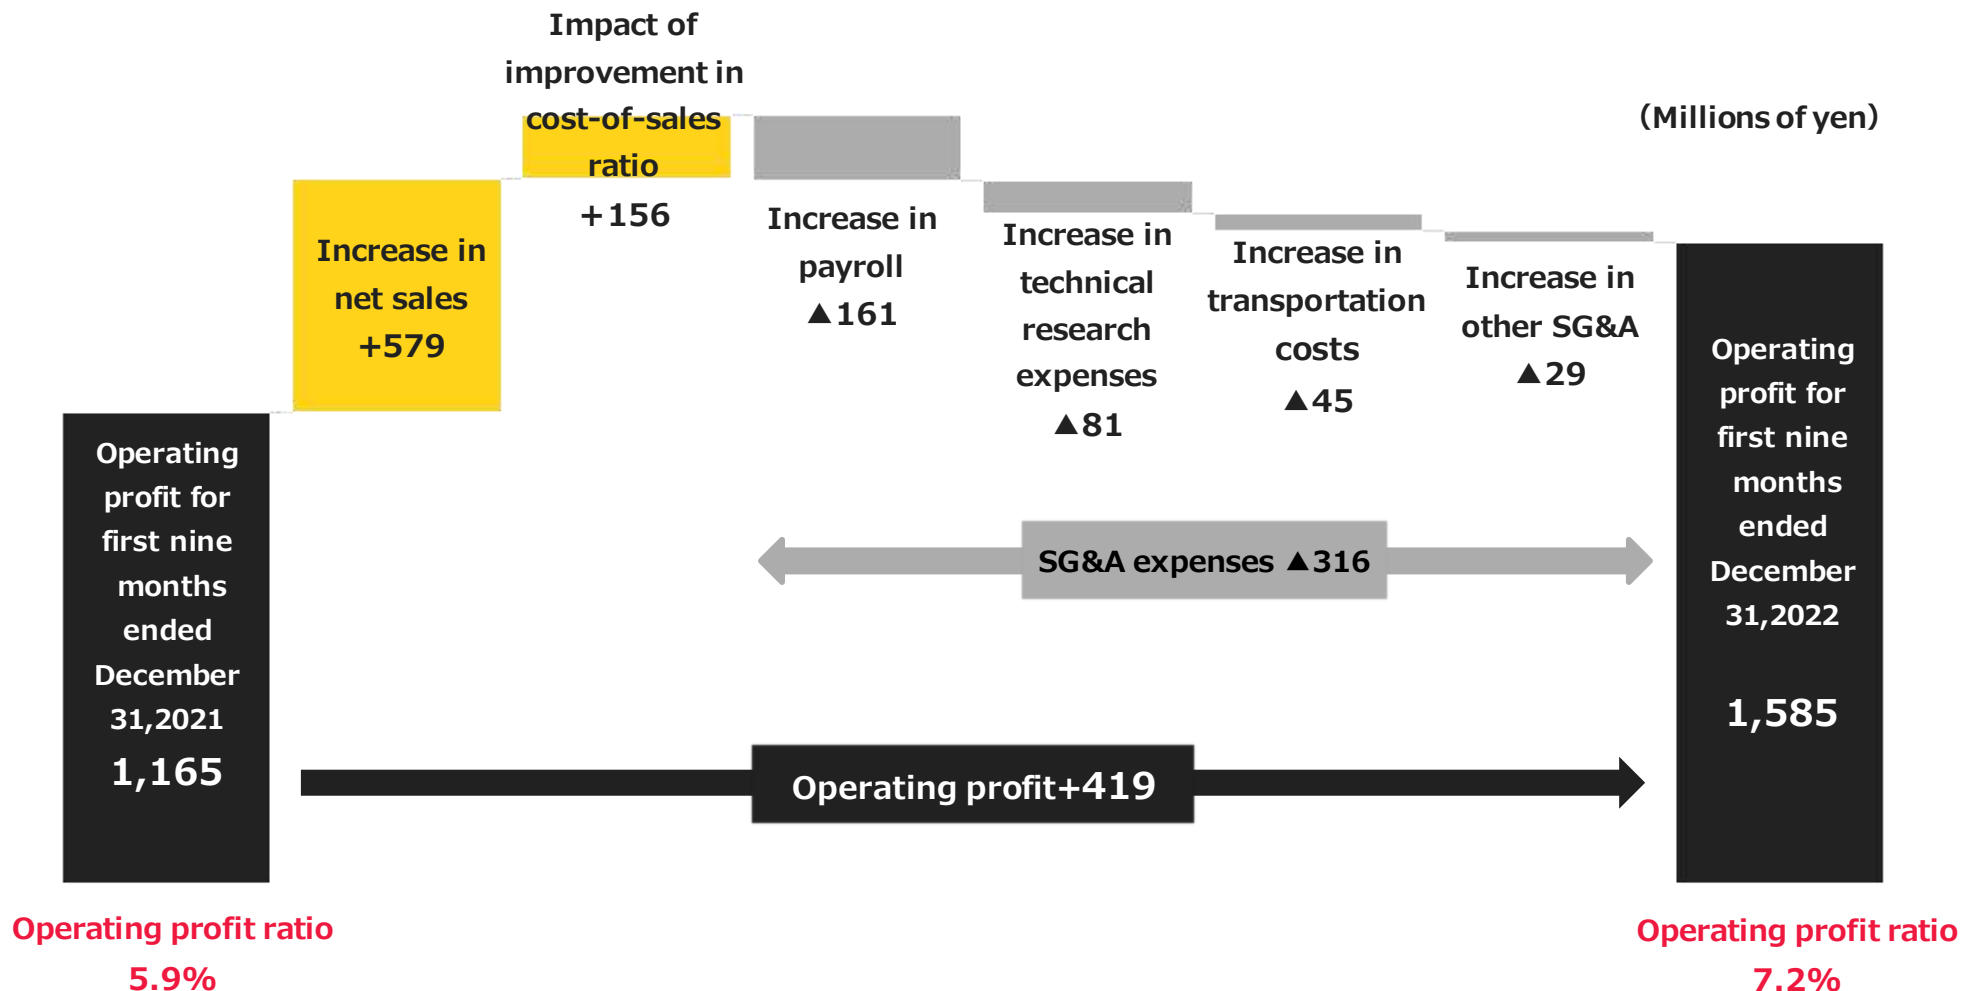 Impact of
improvement in
cost-of-sales
ratio
+156
(Millions of yen)
Increase in
net sales
+579
Increase in
payroll
▲161
Increase in
technical
research
expenses
▲81
Increase in
transportation
costs
▲45
Increase in
other SG&A
▲29
Operating
profit for
first nine
months
ended
December
31,2021
1,165
Operating
profit for
first nine
months
ended
December
31,2022
1,585
SG&A expenses ▲316
Operating profit+419
Operating profit ratio
5.9%
Operating profit ratio
7.2%